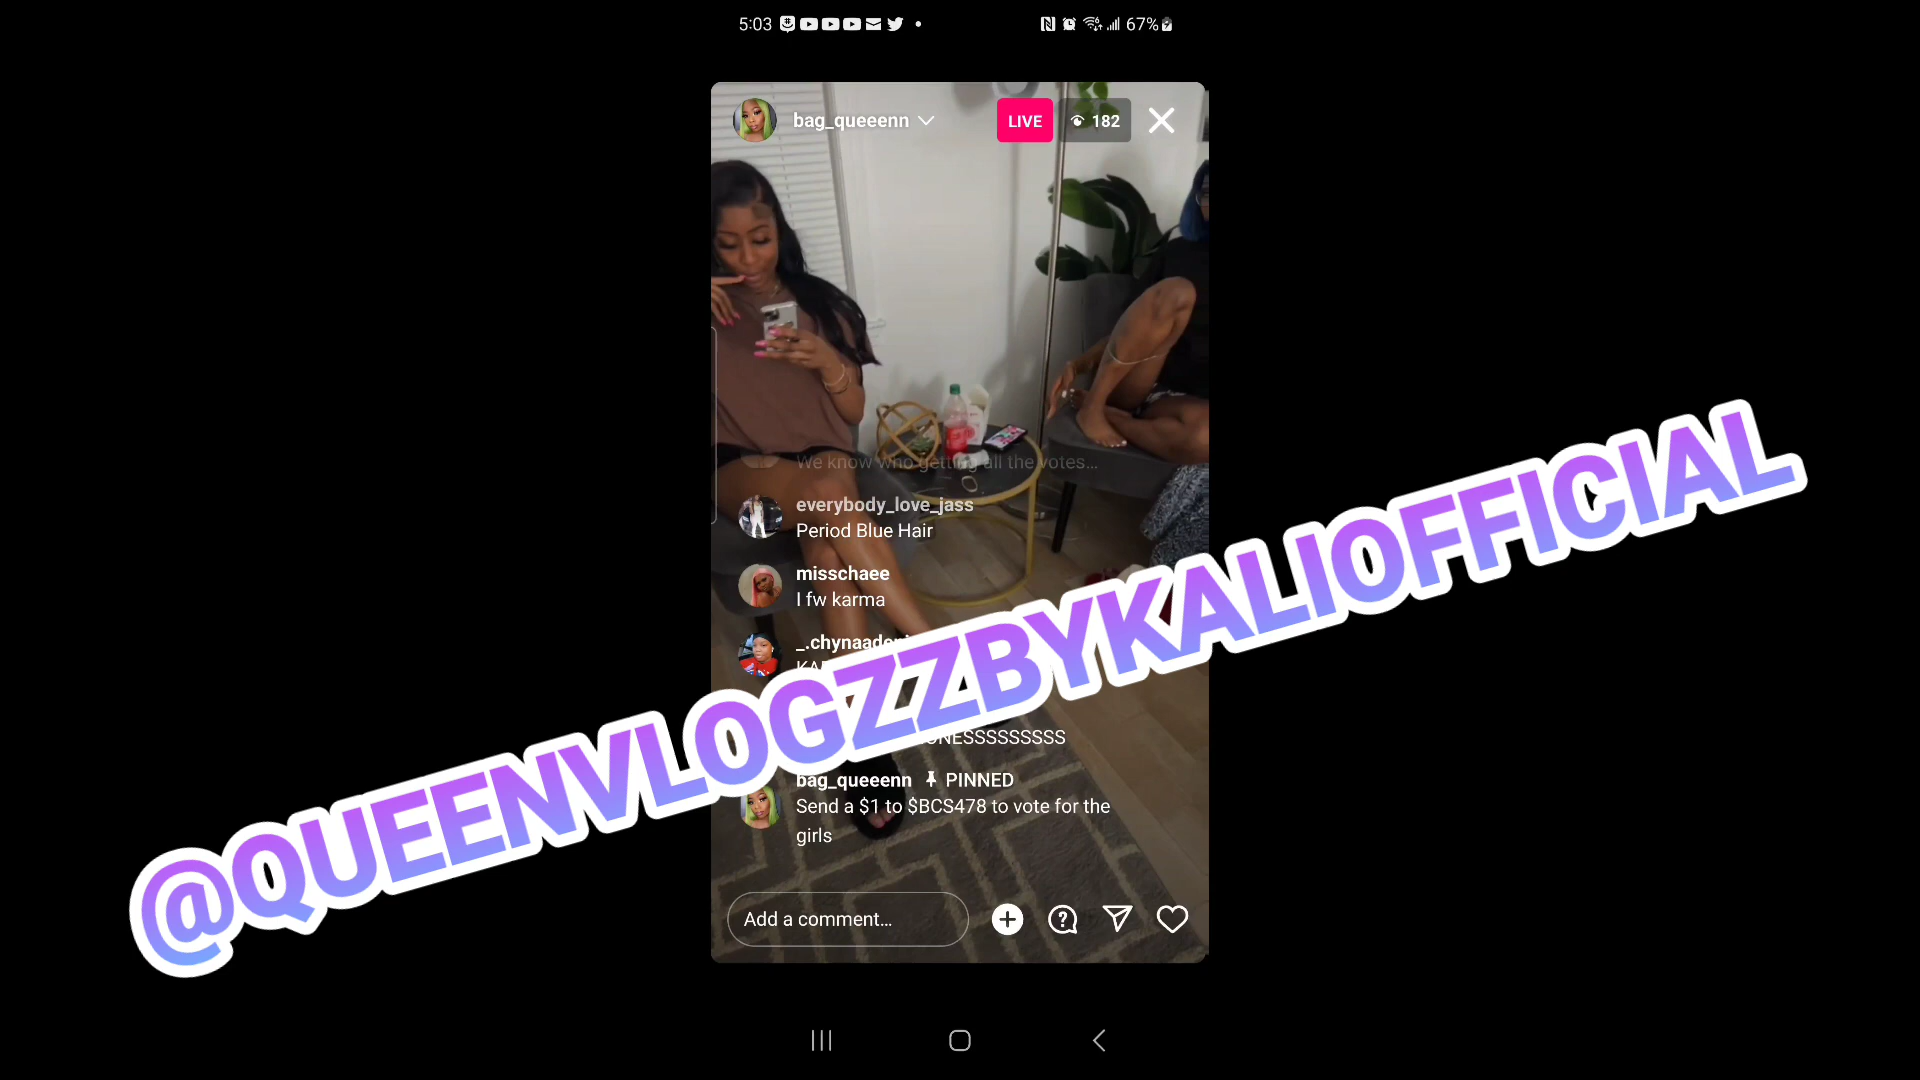 5:03
67%
bag_queeenn
LIVE
182
We know who getting all the votes...
everybody_love_jass
Period Blue Hair
misschaee
I fw karma
@QUEENVLOGZZBYKALIOFFICIAL
bag_queeenn PINNED
Send a $1 to $BCS478 to vote for the
girls
Add a comment...